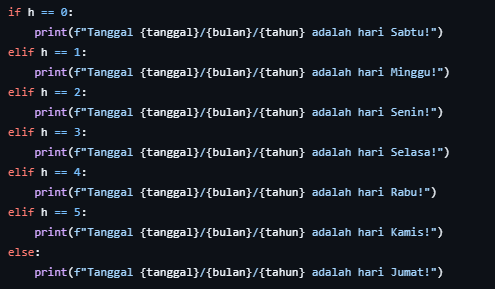 if h == 0:
    print(f"Tanggal {tanggal}/{bulan}/{tahun} adalah hari Sabtu!")
elif h == 1:
    print(f"Tanggal {tanggal}/{bulan}/{tahun} adalah hari Minggu!")
elif h == 2:
    print(f"Tanggal {tanggal}/{bulan}/{tahun} adalah hari Senin!")
elif h == 3:
    print(f"Tanggal {tanggal}/{bulan}/{tahun} adalah hari Selasa!")
elif h == 4:
    print(f"Tanggal {tanggal}/{bulan}/{tahun} adalah hari Rabu!")
elif h == 5:
    print(f"Tanggal {tanggal}/{bulan}/{tahun} adalah hari Kamis!")
else:
    print(f"Tanggal {tanggal}/{bulan}/{tahun} adalah hari Jumat!")